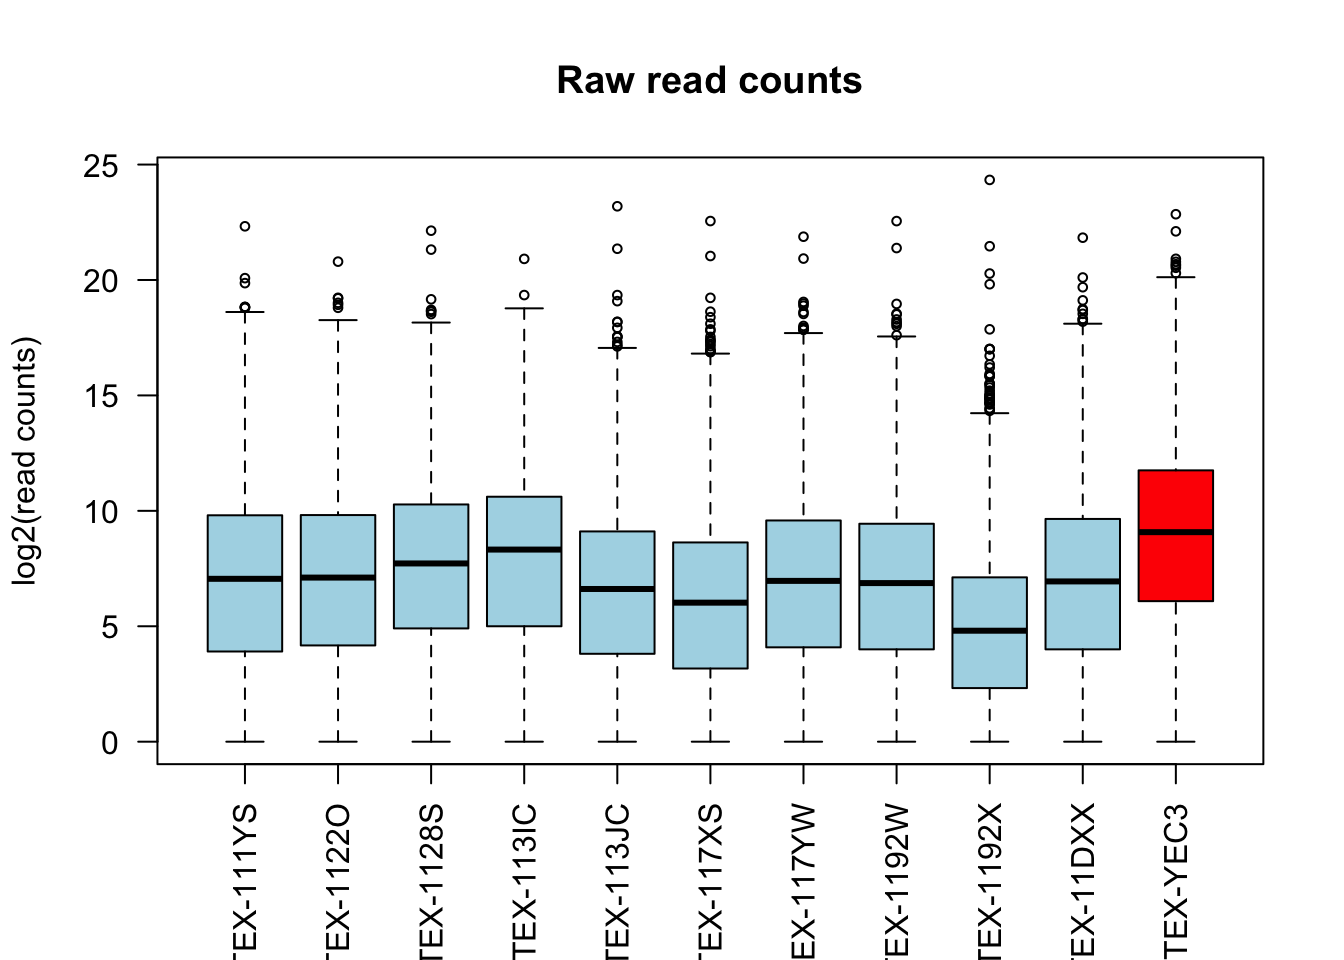 Raw read counts
log2(read counts)
25
20
15
10
5
0
TEX-111YS
TEX-1122O
TEX-1128S
TEX-113IC
TEX-113JC
TEX-117XS
EX-117YW
TEX-1192W
TEX-1192X
TEX-11DXX
TEX-YEC3